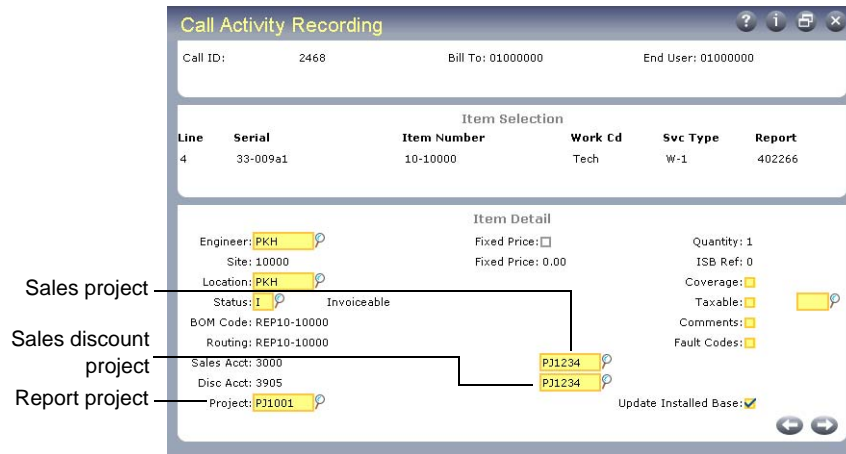 Call Activity Recording
Call ID: 2468 Bill To: 01000000 End User: 01000000
Item Selection
Line Serial Item Number Work Cd Svc Type Report
4 33-009a1 10-10000 Tech W-1 402266
Item Detail
Engineer: PKH Fixed Price: Quantity: 1
Site: 10000 Fixed Price: 0.00 ISB Ref: 0
Location: PKH Coverage:
Sales project
Status: I Invoiceable Taxable:
BOM Code: REP10-10000 Comments:
Sales discount project
Routing: REP10-10000 Fault Codes:
Sales Acct: 3000 PJ1234
Disc Acct: 3905 PJ1234
Report project
Project: PJ1001 Update Installed Base: